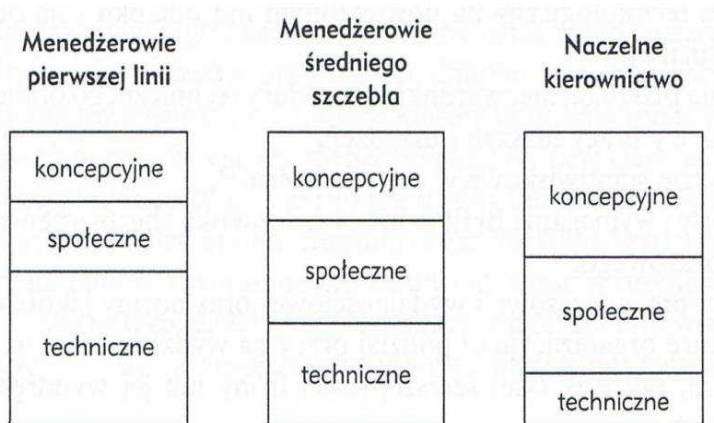 Menedżerowie
pierwszej linii
koncepcyjne
społeczne
techniczne
Menedżerowie
średniego
szczebla
koncepcyjne
społeczne
techniczne
Naczelne
kierownictwo
koncepcyjne
społeczne
techniczne